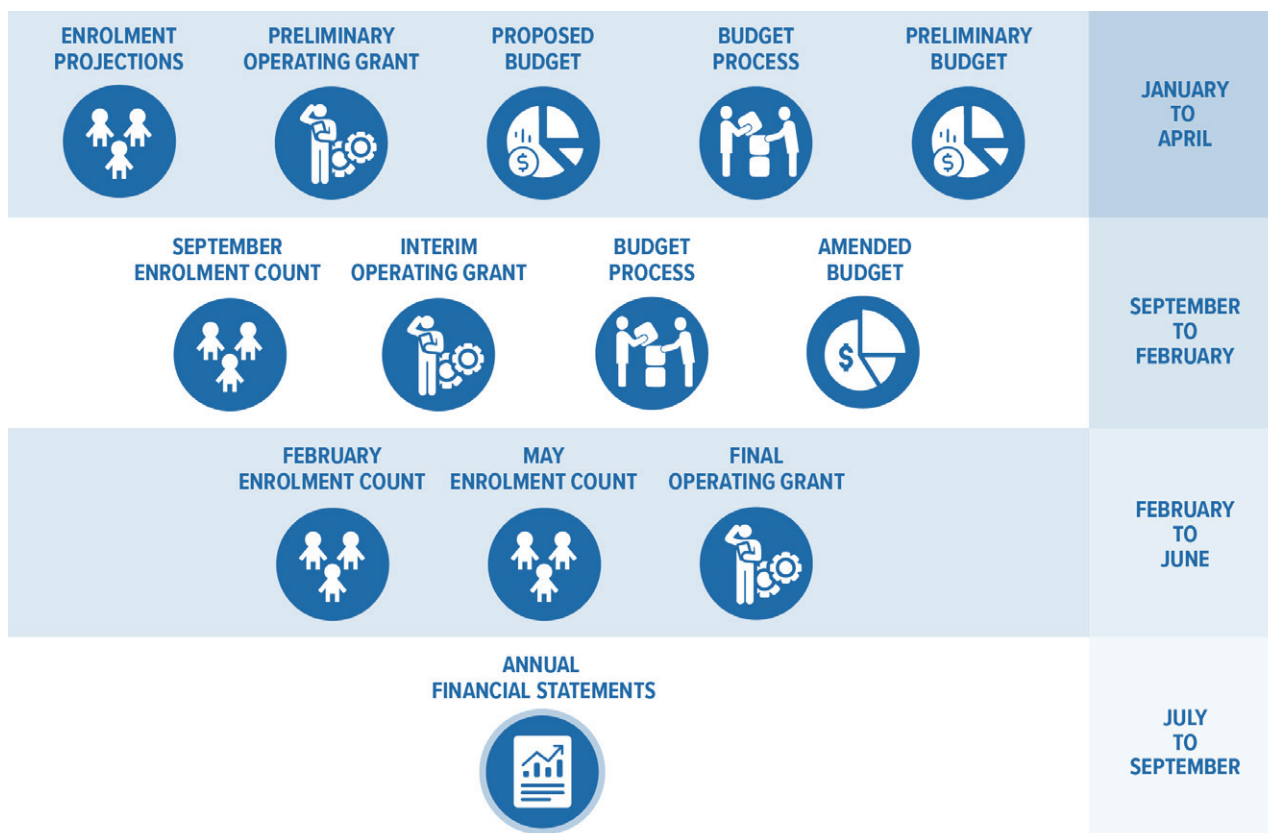 ENROLMENT
PROJECTIONS
PRELIMINARY
OPERATING GRANT
PROPOSED
BUDGET
BUDGET
PROCESS
PRELIMINARY
BUDGET
JANUARY
TO
APRIL
$
$
SEPTEMBER
ENROLMENT COUNT
INTERIM
OPERATING GRANT
BUDGET
PROCESS
AMENDED
BUDGET
SEPTEMBER
TO
FEBRUARY
$
FEBRUARY
ENROLMENT COUNT
MAY
ENROLMENT COUNT
FINAL
OPERATING GRANT
FEBRUARY
TO
JUNE
ANNUAL
FINANCIAL STATEMENTS
JULY
TO
SEPTEMBER